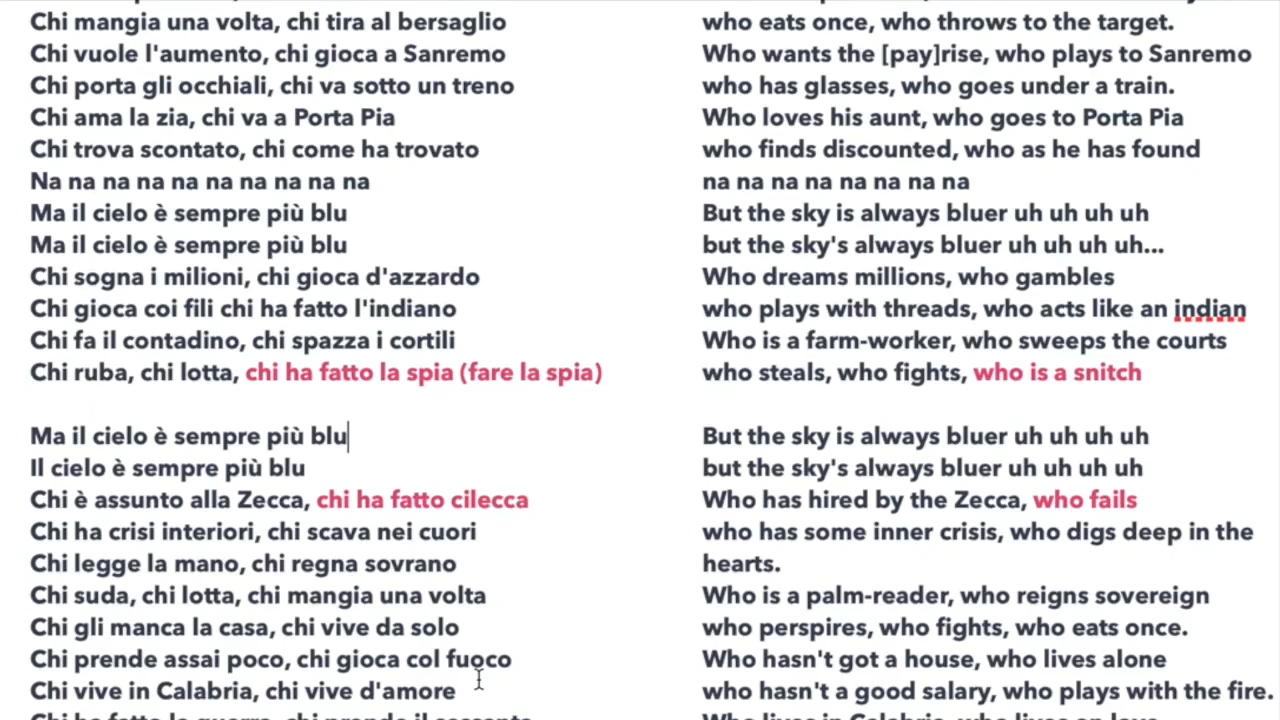 Chi mangia una volta, chi tira al bersaglio
Chi vuole l'aumento, chi gioca a Sanremo
Chi porta gli occhiali, chi va sotto un treno
Chi ama la zia, chi va a Porta Pia
Chi trova scontato, chi come ha trovato
Na na na na na na na na na na
Ma il cielo è sempre più blu
Ma il cielo è sempre più blu
Chi sogna i milioni, chi gioca d'azzardo
Chi gioca coi fili chi ha fatto l'indiano
Chi fa il contadino, chi spazza i cortili
Chi ruba, chi lotta, chi ha fatto la spia (fare la spia)
Ma il cielo è sempre più blu
Il cielo è sempre più blu
Chi è assunto alla Zecca, chi ha fatto cilecca
Chi ha crisi interiori, chi scava nei cuori
Chi legge la mano, chi regna sovrano
Chi suda, chi lotta, chi mangia una volta
Chi gli manca la casa, chi vive da solo
Chi prende assai poco, chi gioca col fuoco
Chi vive in Calabria, chi vive d'amore
who eats once, who throws to the target.
Who wants the [pay]rise, who plays to Sanremo
who has glasses, who goes under a train.
Who loves his aunt, who goes to Porta Pia
who finds discounted, who as he has found
na na na na na na na na
But the sky is always bluer uh uh uh uh
but the sky's always bluer uh uh uh uh...
Who dreams millions, who gambles
who plays with threads, who acts like an indian
Who is a farm-worker, who sweeps the courts
who steals, who fights, who is a snitch
But the sky is always bluer uh uh uh uh
but the sky's always bluer uh uh uh uh
Who has hired by the Zecca, who fails
who has some inner crisis, who digs deep in the
hearts.
Who is a palm-reader, who reigns sovereign
who perspires, who fights, who eats once.
Who hasn't got a house, who lives alone
who hasn't a good salary, who plays with the fire.